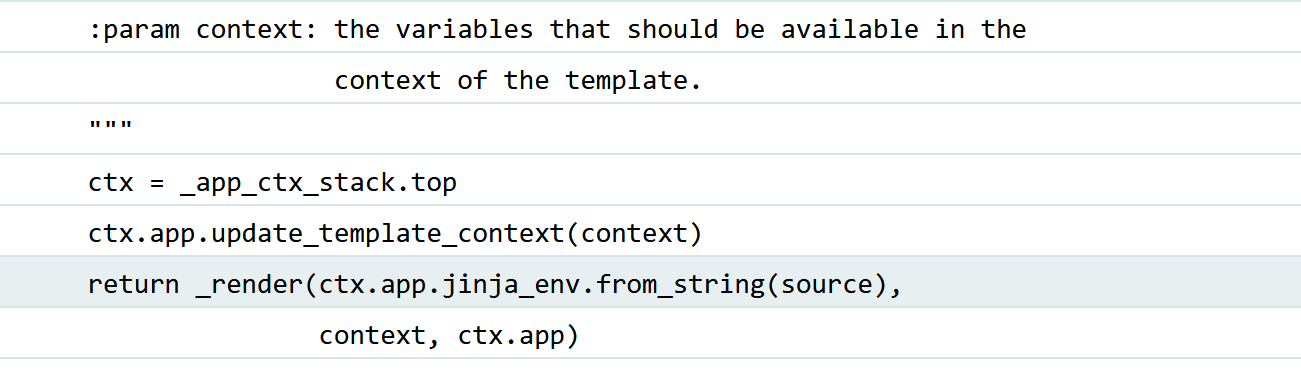 :param context: the variables that should be available in the
context of the template.
"""
ctx = _app_ctx_stack.top
ctx.app.update_template_context(context)
return _render(ctx.app.jinja_env.from_string(source),
context, ctx.app)